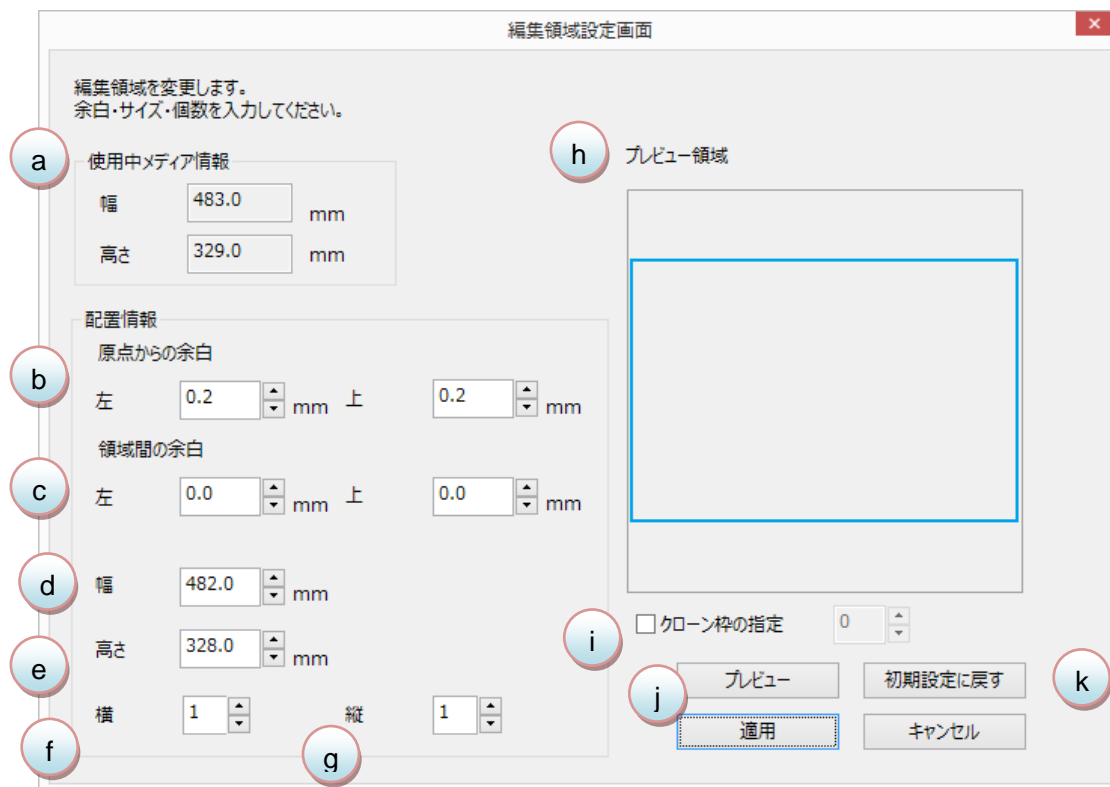 編集領域設定画面
編集領域を変更します。
余白・サイズ・個数を入力してください。
a
使用中メディア情報
幅 483.0 mm
高さ 329.0 mm
配置情報
原点からの余白
b
左 0.2 mm 上 0.2 mm
領域間の余白
c
左 0.0 mm 上 0.0 mm
d
幅 482.0 mm
e
高さ 328.0 mm
f
横 1
g
縦 1
h
プレビュー領域
i
クローン枠の指定 0
j
プレビュー 初期設定に戻す
k
適用 キャンセル